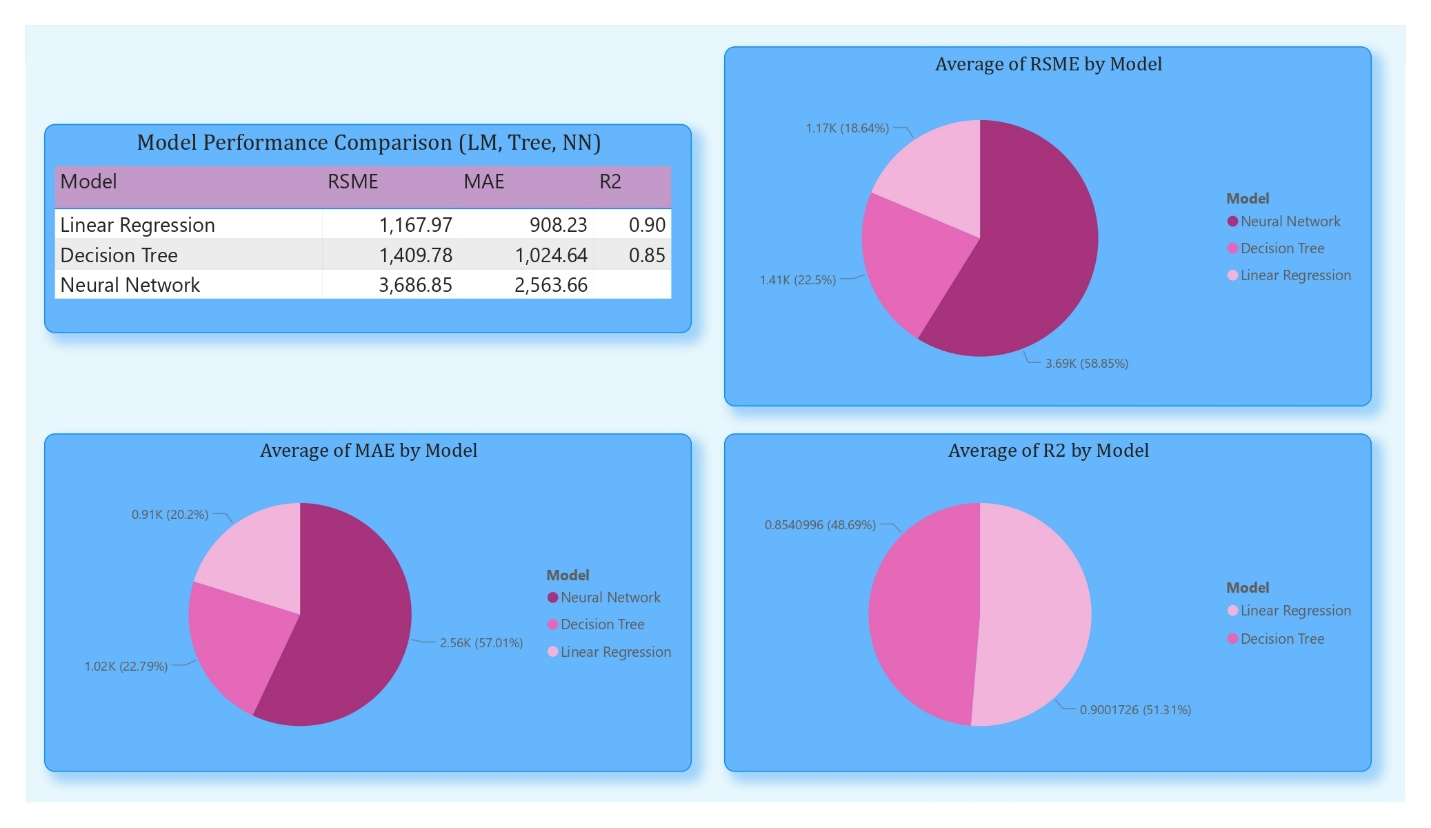 Model Performance Comparison (LM, Tree, NN)
Model RSME MAE R2
Linear Regression 1,167.97 908.23 0.90
Decision Tree 1,409.78 1,024.64 0.85
Neural Network 3,686.85 2,563.66
Average of RSME by Model
1.17K (18.64%)
1.41K (22.5%)
3.69K (58.85%)
Model
Neural Network
Decision Tree
Linear Regression
Average of MAE by Model
0.91K (20.2%)
1.02K (22.79%)
2.56K (57.01%)
Model
Neural Network
Decision Tree
Linear Regression
Average of R2 by Model
0.8540996 (48.69%)
0.9001726 (51.31%)
Model
Linear Regression
Decision Tree